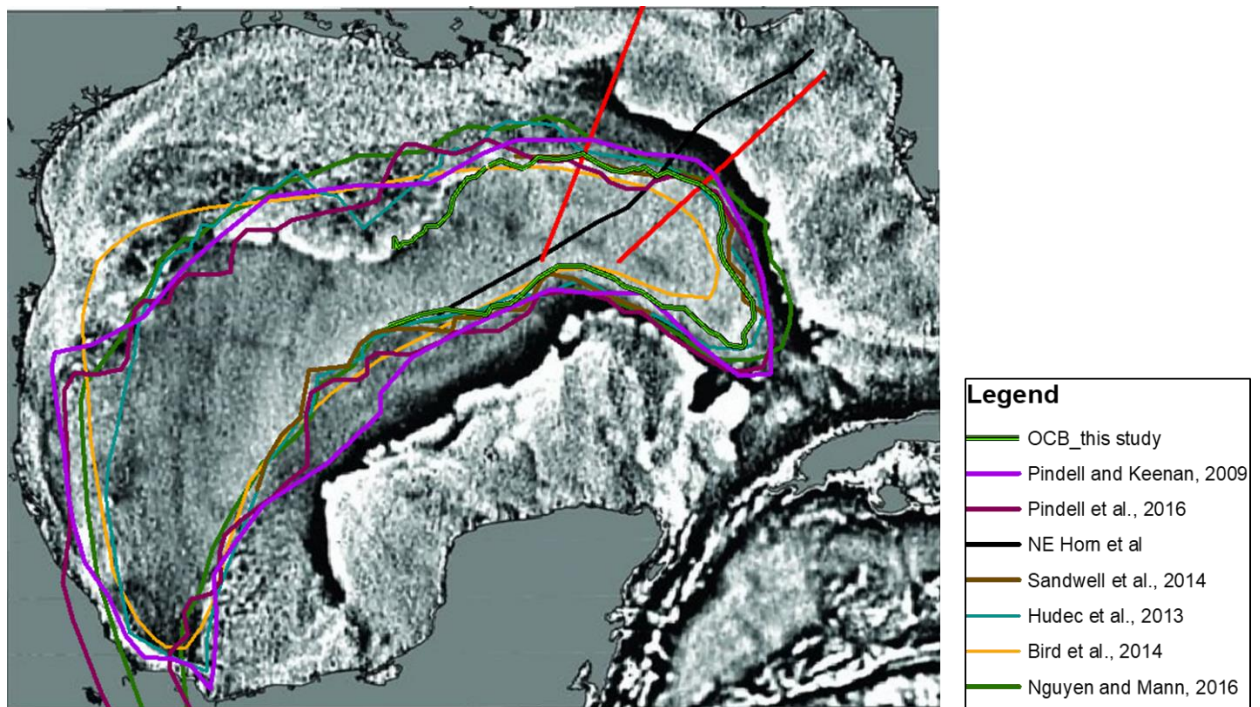 Legend
OCB_this study
Pindell and Keenan, 2009
Pindell et al., 2016
NE Horn et al
Sandwell et al., 2014
Hudec et al., 2013
Bird et al., 2014
Nguyen and Mann, 2016